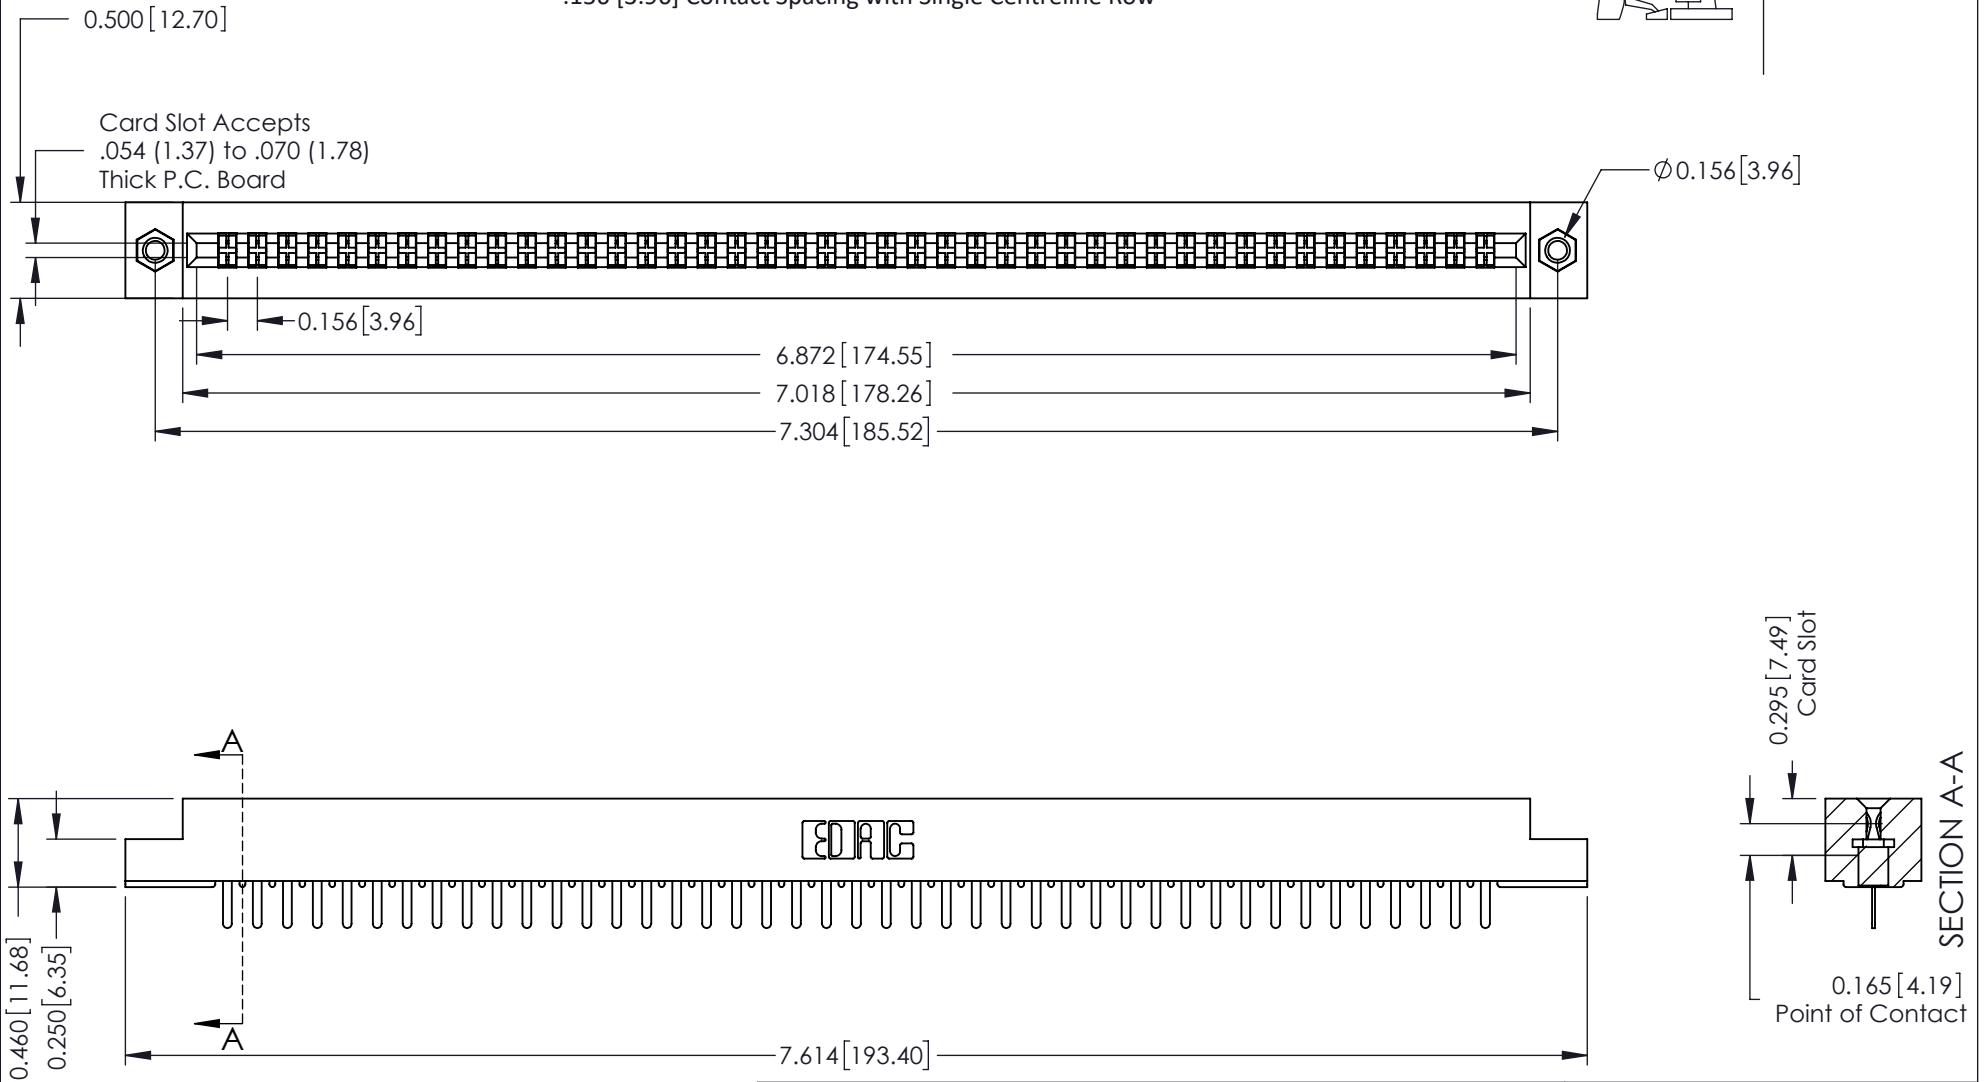 .156 [3.96] Contact Spacing with Single Centreline Row
0.500 [12.70]
Card Slot Accepts
.054 (1.37) to .070 (1.78)
Thick P.C. Board
Ø0.156[3.96]
0.156[3.96]
6.872[174.55]
7.018[178.26]
7.304[185.52]
0.295[7.49]
Card Slot
A
EDAC
SECTION A-A
0.460[11.68]
0.250[6.35]
A
0.165[4.19]
Point of Contact
7.614[193.40]